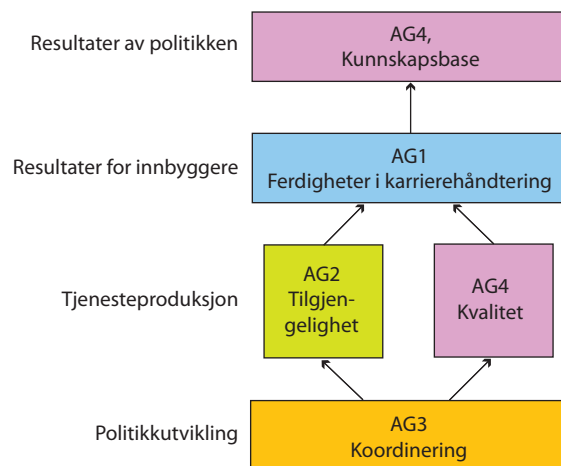 Resultater av politikken
AG4,
Kunnskapsbase
Resultater for innbyggere
AG1
Ferdigheter i karrierehåndtering
Tjenesteproduksjon
AG2
Tilgjen-
gelighet
AG4
Kvalitet
Politikkutvikling
AG3
Koordinering